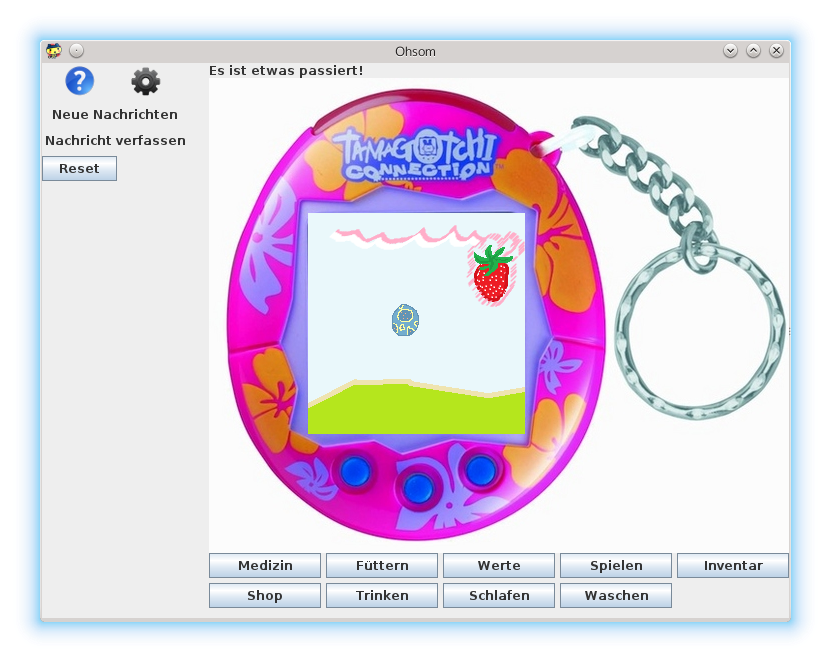 Ohsom
Es ist etwas passiert!
?
Neue Nachrichten
Nachricht verfassen
Reset
TAMAGOTCHI
CONNECTION™
Medizin Füttern Werte Spielen Inventar
Shop Trinken Schlafen Waschen